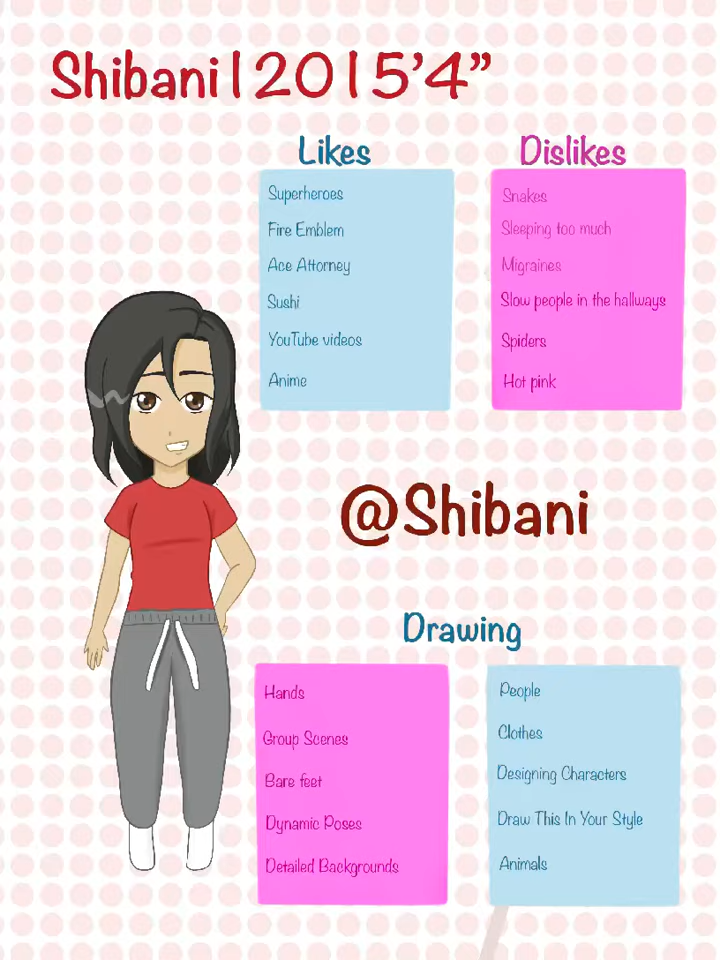 Shibani|20|5’4”
Likes
Superheroes
Fire Emblem
Ace Attorney
Sushi
YouTube videos
Anime
Dislikes
Snakes
Sleeping too much
Migraines
Slow people in the hallways
Spiders
Hot pink
@Shibani
Drawing
Hands
Group Scenes
Bare feet
Dynamic Poses
Detailed Backgrounds
People
Clothes
Designing Characters
Draw This In Your Style
Animals